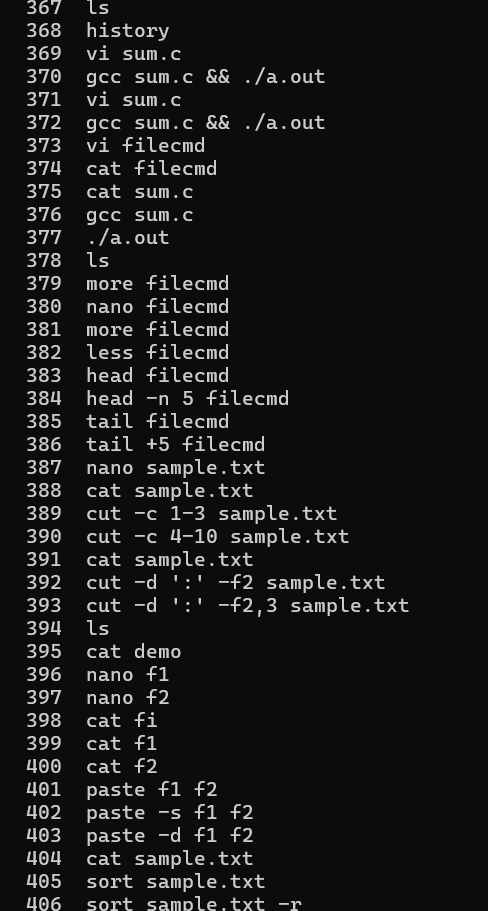 367 ls
368 history
369 vi sum.c
370 gcc sum.c && ./a.out
371 vi sum.c
372 gcc sum.c && ./a.out
373 vi filecmd
374 cat filecmd
375 cat sum.c
376 gcc sum.c
377 ./a.out
378 ls
379 more filecmd
380 nano filecmd
381 more filecmd
382 less filecmd
383 head filecmd
384 head -n 5 filecmd
385 tail filecmd
386 tail +5 filecmd
387 nano sample.txt
388 cat sample.txt
389 cut -c 1-3 sample.txt
390 cut -c 4-10 sample.txt
391 cat sample.txt
392 cut -d ':' -f2 sample.txt
393 cut -d ':' -f2,3 sample.txt
394 ls
395 cat demo
396 nano f1
397 nano f2
398 cat fi
399 cat f1
400 cat f2
401 paste f1 f2
402 paste -s f1 f2
403 paste -d f1 f2
404 cat sample.txt
405 sort sample.txt
406 sort sample.txt -r